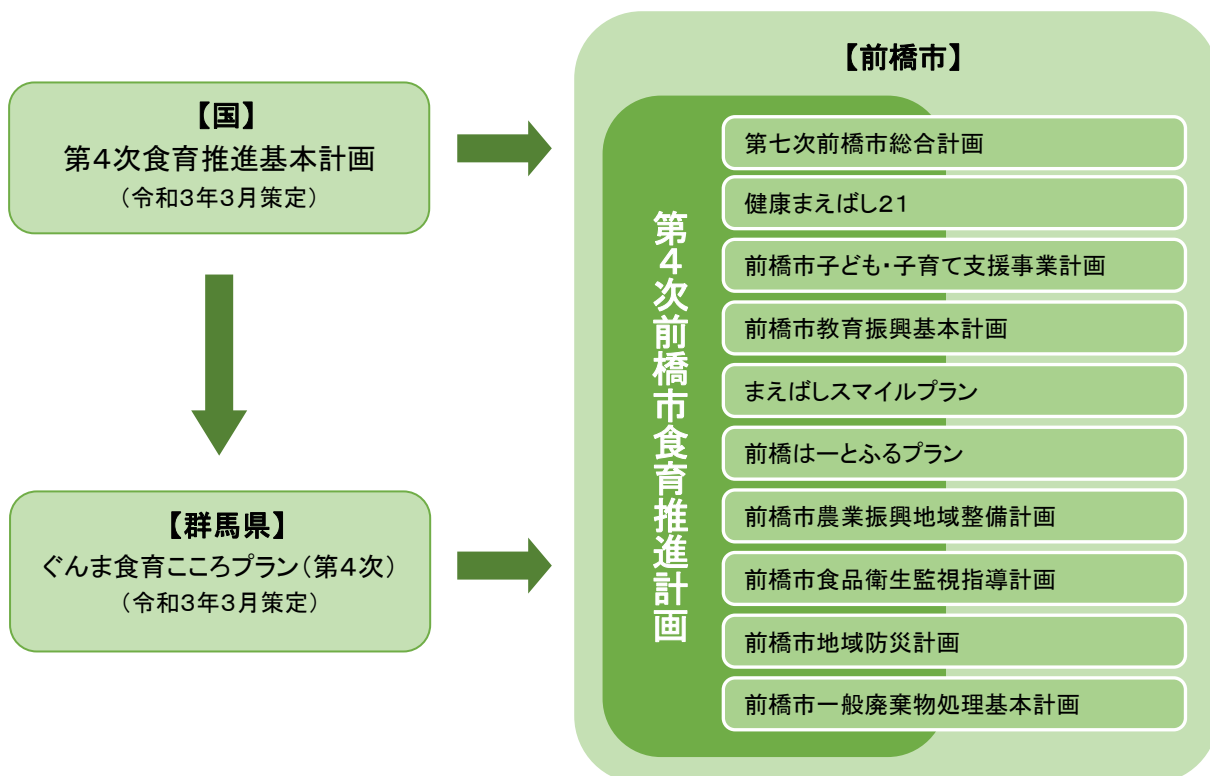 【国】
第4次食育推進基本計画
（令和3年3月策定）
【群馬県】
ぐんま食育こころプラン（第4次）
（令和3年3月策定）
【前橋市】
第4次前橋市食育推進計画
第七次前橋市総合計画
健康まえばし21
前橋市子ども・子育て支援事業計画
前橋市教育振興基本計画
まえばしスマイルプラン
前橋はーとふるプラン
前橋市農業振興地域整備計画
前橋市食品衛生監視指導計画
前橋市地域防災計画
前橋市一般廃棄物処理基本計画